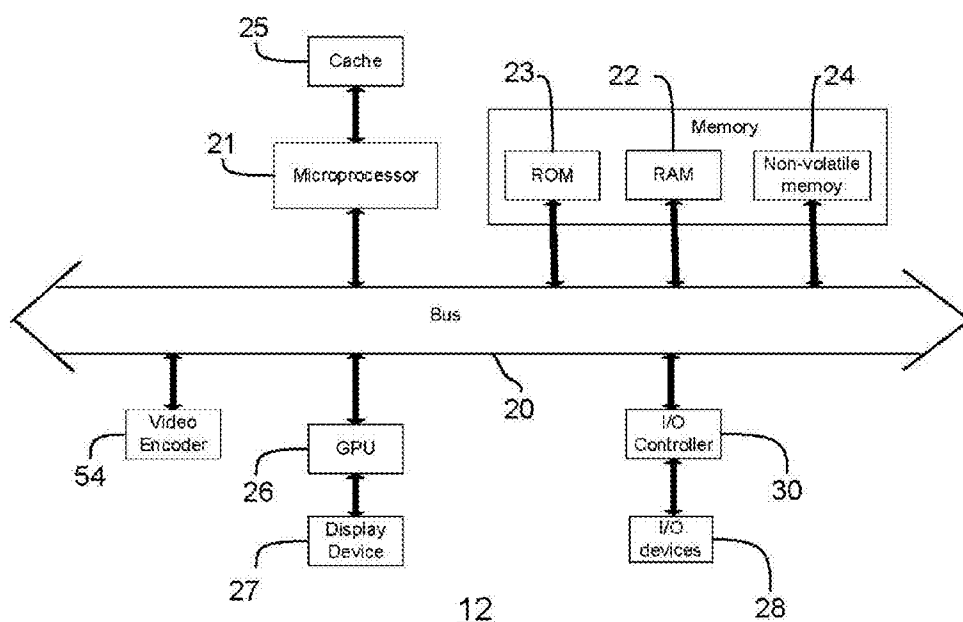 25
Cache
23
22
24
Memory
21
Microprocessor
ROM
RAM
Non-volatile
memoy
Bus
20
Video
Encoder
54
GPU
26
I/O
Controller
30
Display
Device
27
I/O
devices
28
12